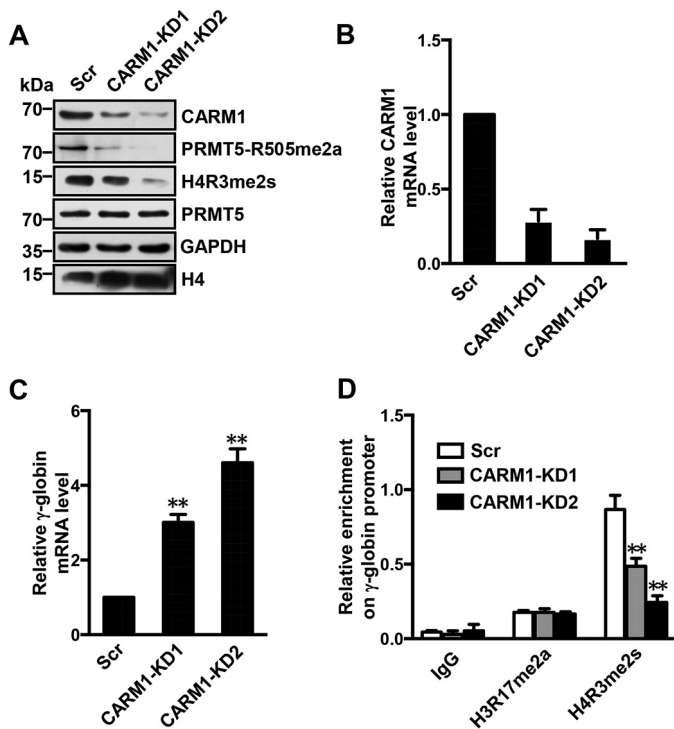 A
Scr
CARM1-KD1
CARM1-KD2
kDa
70
CARM1
70
PRMT5-R505me2a
15
H4R3me2s
70
PRMT5
35
GAPDH
15
H4
B
Relative CARM1
mRNA level
1.5
1.0
0.5
0.0
Scr
CARM1-KD1
CARM1-KD2
C
Relative γ-globin
mRNA level
6
4
2
0
**
**
Scr
CARM1-KD1
CARM1-KD2
D
Relative enrichment
on γ-globin promoter
1.5
1.0
0.5
0.0
Scr
CARM1-KD1
CARM1-KD2
**
**
IgG
H3R17me2a
H4R3me2s